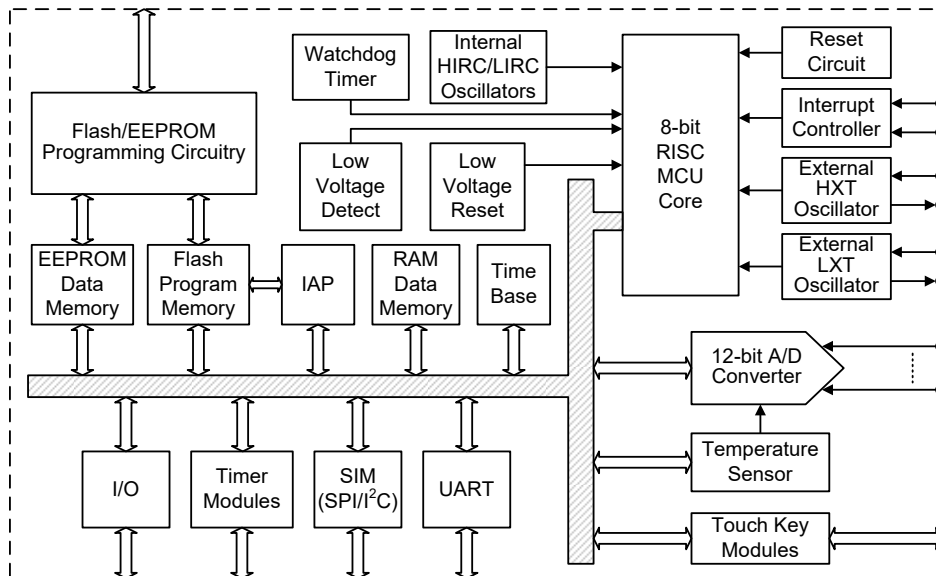 Watchdog
Timer
Internal
HIRC/LIRC
Oscillators
Reset
Circuit
Flash/EEPROM
Programming Circuitry
8-bit
RISC
MCU
Core
Interrupt
Controller
Low
Voltage
Detect
Low
Voltage
Reset
External
HXT
Oscillator
EEPROM
Data
Memory
Flash
Program
Memory
IAP
RAM
Data
Memory
Time
Base
External
LXT
Oscillator
12-bit A/D
Converter
I/O
Timer
Modules
SIM
(SPI/I²C)
UART
Temperature
Sensor
Touch Key
Modules